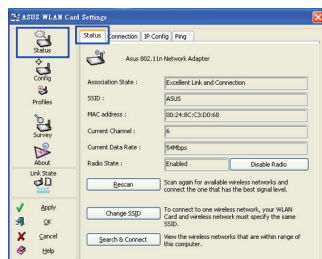 ASUS WLAN Card Settings
Status
Config
Profiles
Survey
About
Link State
Apply
OK
Cancel
Help
Status Connection IP Config Ping
Asus 802.11n Network Adapter
Association State : Excellent Link and Connection
SSID : ASUS
MAC address : 00:24:8C:C3:D0:68
Current Channel : 6
Current Data Rate : 54Mbps
Radio State : Enabled Disable Radio
Rescan Scan again for available wireless networks and
connect the one that has the best signal level.
Change SSID To connect to one wireless network, your WLAN
Card and wireless network must specify the same
SSID.
Search & Connect View the wireless networks that are within range of
this computer.